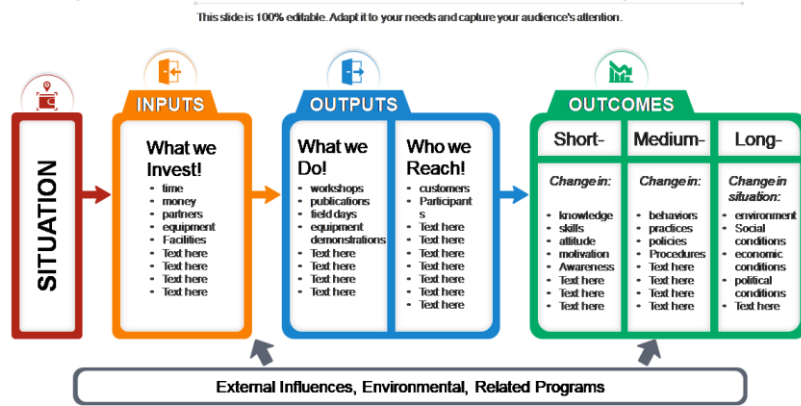 This slide is 100% editable. Adapt it to your needs and capture your audience's attention.
SITUATION
INPUTS
What we
Invest!
• time
• money
• partners
• equipment
• Facilities
• Text here
• Text here
• Text here
• Text here
OUTPUTS
What we
Do!
• workshops
• publications
• field days
• equipment
demonstrations
• Text here
• Text here
• Text here
• Text here
Who we
Reach!
• customers
• Participant
s
• Text here
• Text here
• Text here
• Text here
• Text here
• Text here
• Text here
OUTCOMES
Short-
Change in:
• knowledge
• skills
• attitude
• motivation
• Awareness
• Text here
• Text here
• Text here
Medium-
Change in:
• behaviors
• practices
• policies
• Procedures
• Text here
• Text here
• Text here
• Text here
Long-
Change in
situation:
• environment
• Social
conditions
• economic
conditions
• political
conditions
• Text here
External Influences, Environmental, Related Programs